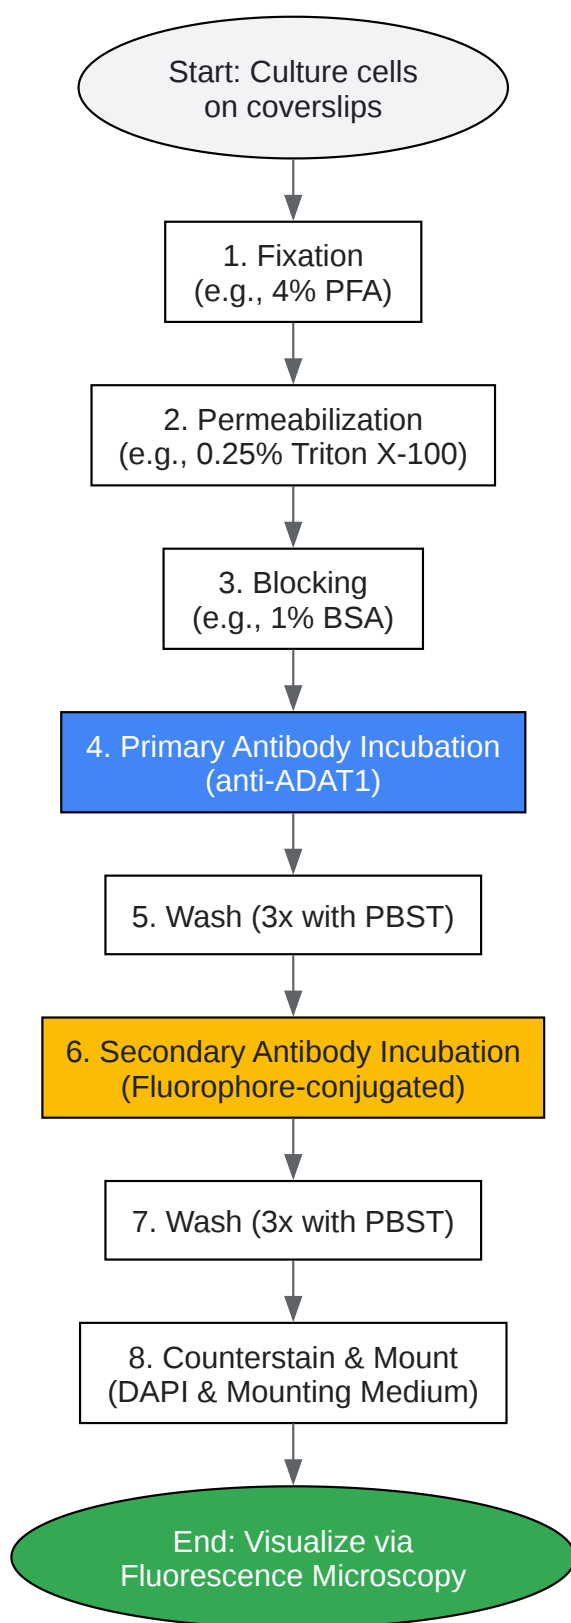 Start: Culture cells
on coverslips
1. Fixation
(e.g., 4% PFA)
2. Permeabilization
(e.g., 0.25% Triton X-100)
3. Blocking
(e.g., 1% BSA)
4. Primary Antibody Incubation
(anti-ADAT1)
5. Wash (3x with PBST)
6. Secondary Antibody Incubation
(Fluorophore-conjugated)
7. Wash (3x with PBST)
8. Counterstain & Mount
(DAPI & Mounting Medium)
End: Visualize via
Fluorescence Microscopy